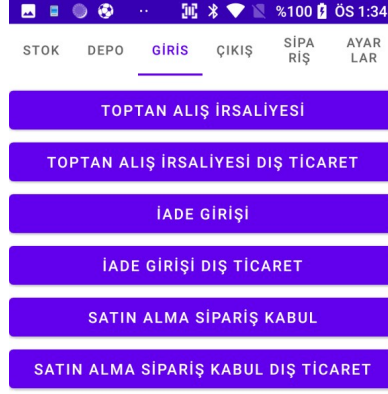 %100 ÖS 1:34
STOK DEPO GİRİS ÇIKIŞ SİPA
RİŞ AYAR
LAR
TOPTAN ALIŞ İRSALİYESİ
TOPTAN ALIŞ İRSALİYESİ DIŞ TİCARET
İADE GİRİŞİ
İADE GİRİŞİ DIŞ TİCARET
SATIN ALMA SİPARİŞ KABUL
SATIN ALMA SİPARİŞ KABUL DIŞ TİCARET